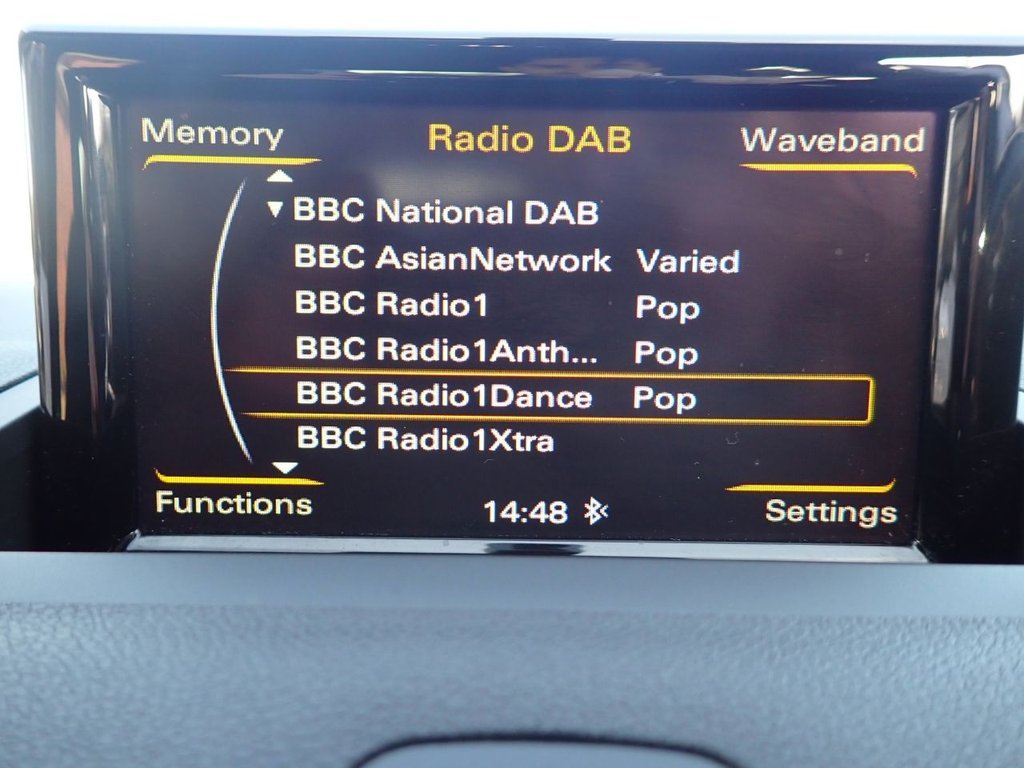 Memory Radio DAB Waveband
BBC National DAB
BBC AsianNetwork Varied
BBC Radio1 Pop
BBC Radio1Anth... Pop
BBC Radio1Dance Pop
BBC Radio1Xtra
Functions 14:48 Settings